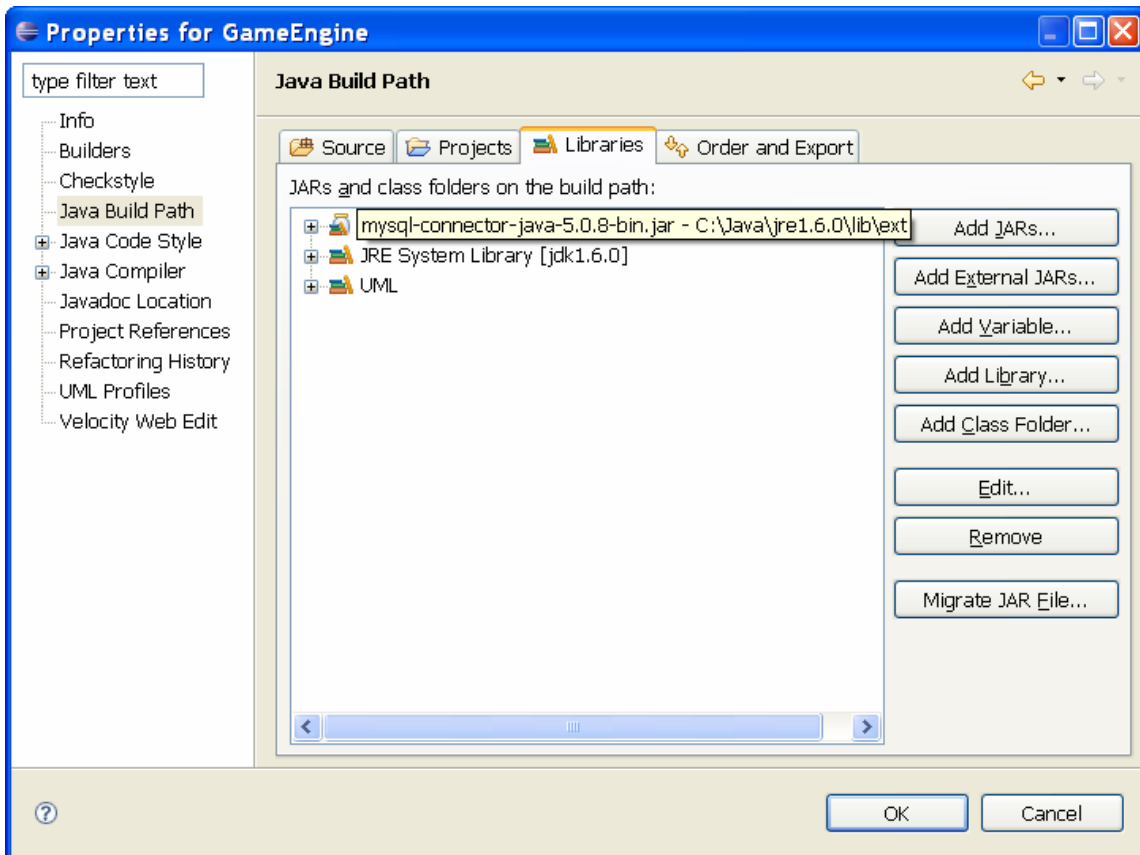 Properties for GameEngine
type filter text
Info
Builders
Checkstyle
Java Build Path
Java Code Style
Java Compiler
Javadoc Location
Project References
Refactoring History
UML Profiles
Velocity Web Edit
Java Build Path
Source
Projects
Libraries
Order and Export
JARs and class folders on the build path:
mysql-connector-java-5.0.8-bin.jar - C:\Java\jre1.6.0\lib\ext
JRE System Library [jdk1.6.0]
UML
Add JARs...
Add External JARs...
Add Variable...
Add Library...
Add Class Folder...
Edit...
Remove
Migrate JAR File...
OK
Cancel